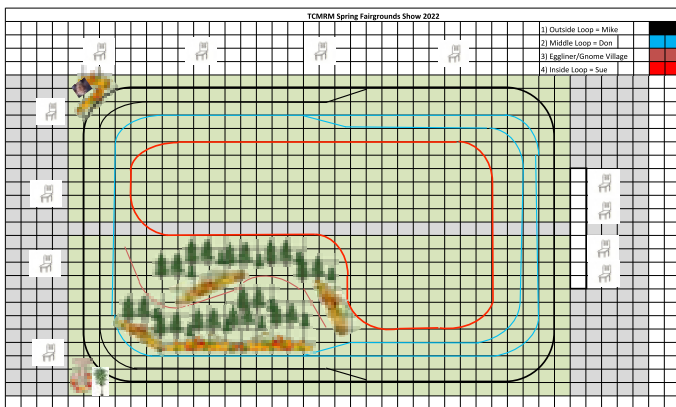 TCMRM Spring Fairgrounds Show 2022
1) Outside Loop = Mike
2) Middle Loop = Don
3) Eggliner/Gnome Village
4) Inside Loop = Sue